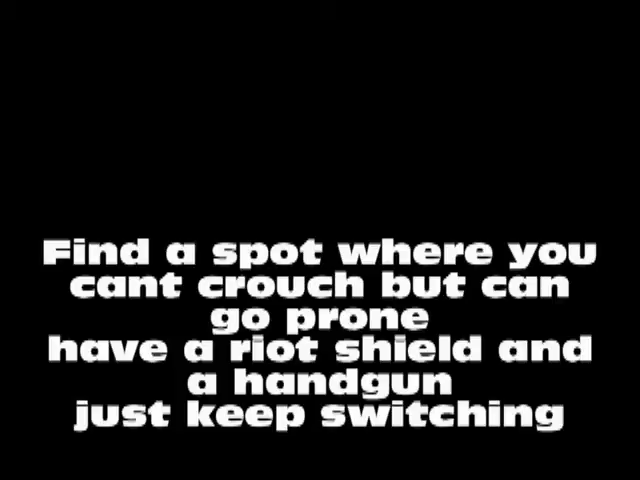 Find a spot where you
cant crouch but can
go prone
have a riot shield and
a handgun
just keep switching